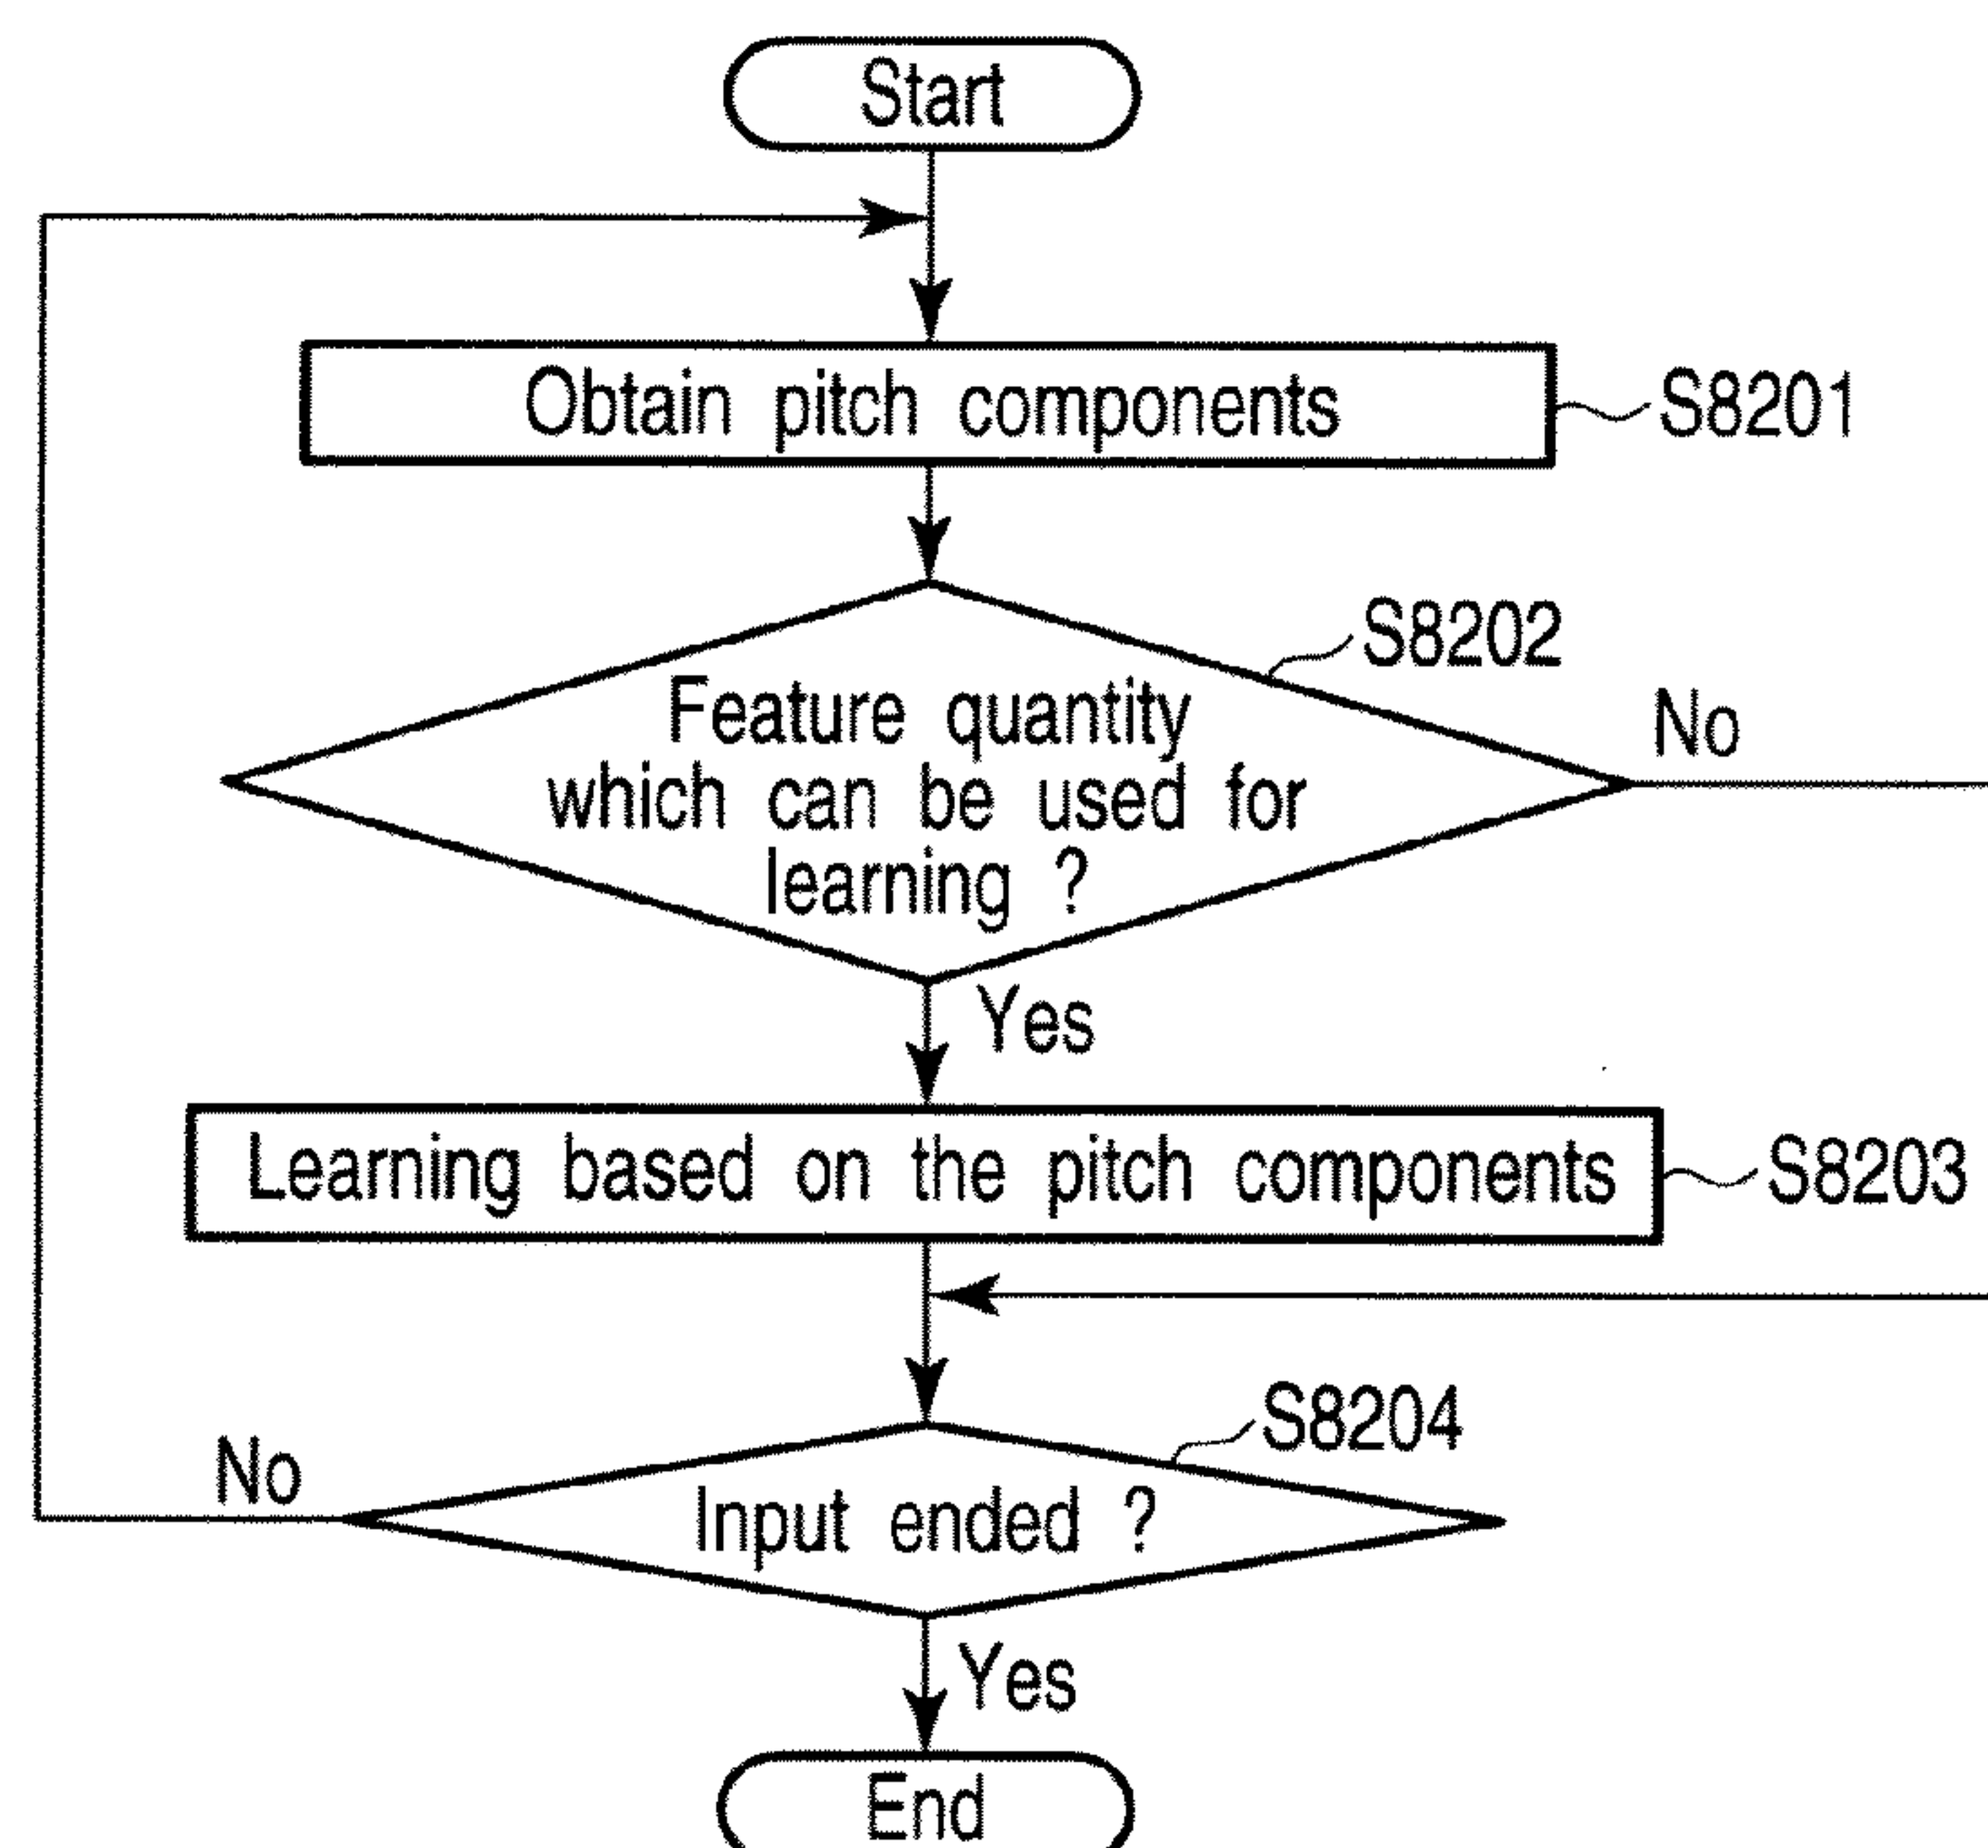 Start
Obtain pitch components
S8201
S8202
Feature quantity
which can be used for
learning ?
No
Yes
Learning based on the pitch components
S8203
S8204
No
Input ended ?
Yes
End